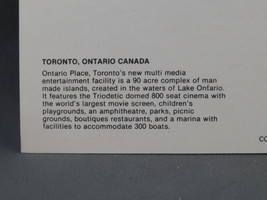 TORONTO, ONTARIO CANADA
Ontario Place, Toronto's new multi media
entertainment facility is a 90 acre complex of man
made islands, created in the waters of Lake Ontario.
It features the Triodetic domed 800 seat cinema with
the world's largest movie screen, children's
playgrounds, an amphitheatre, parks, picnic
grounds, boutiques restaurants, and a marina with
facilities to accommodate 300 boats.
CO